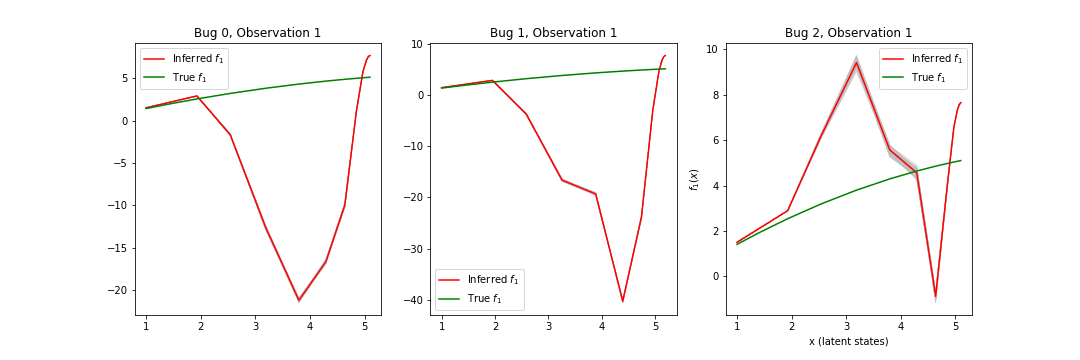 Bug 0, Observation 1
Inferred f₁
True f₁
5
0
−5
−10
−15
−20
1 2 3 4 5
Bug 1, Observation 1
10
0
−10
−20
−30
−40
Inferred f₁
True f₁
1 2 3 4 5
Bug 2, Observation 1
Inferred f₁
True f₁
10
8
6
4
2
0
f₁(x)
1 2 3 4 5
x (latent states)